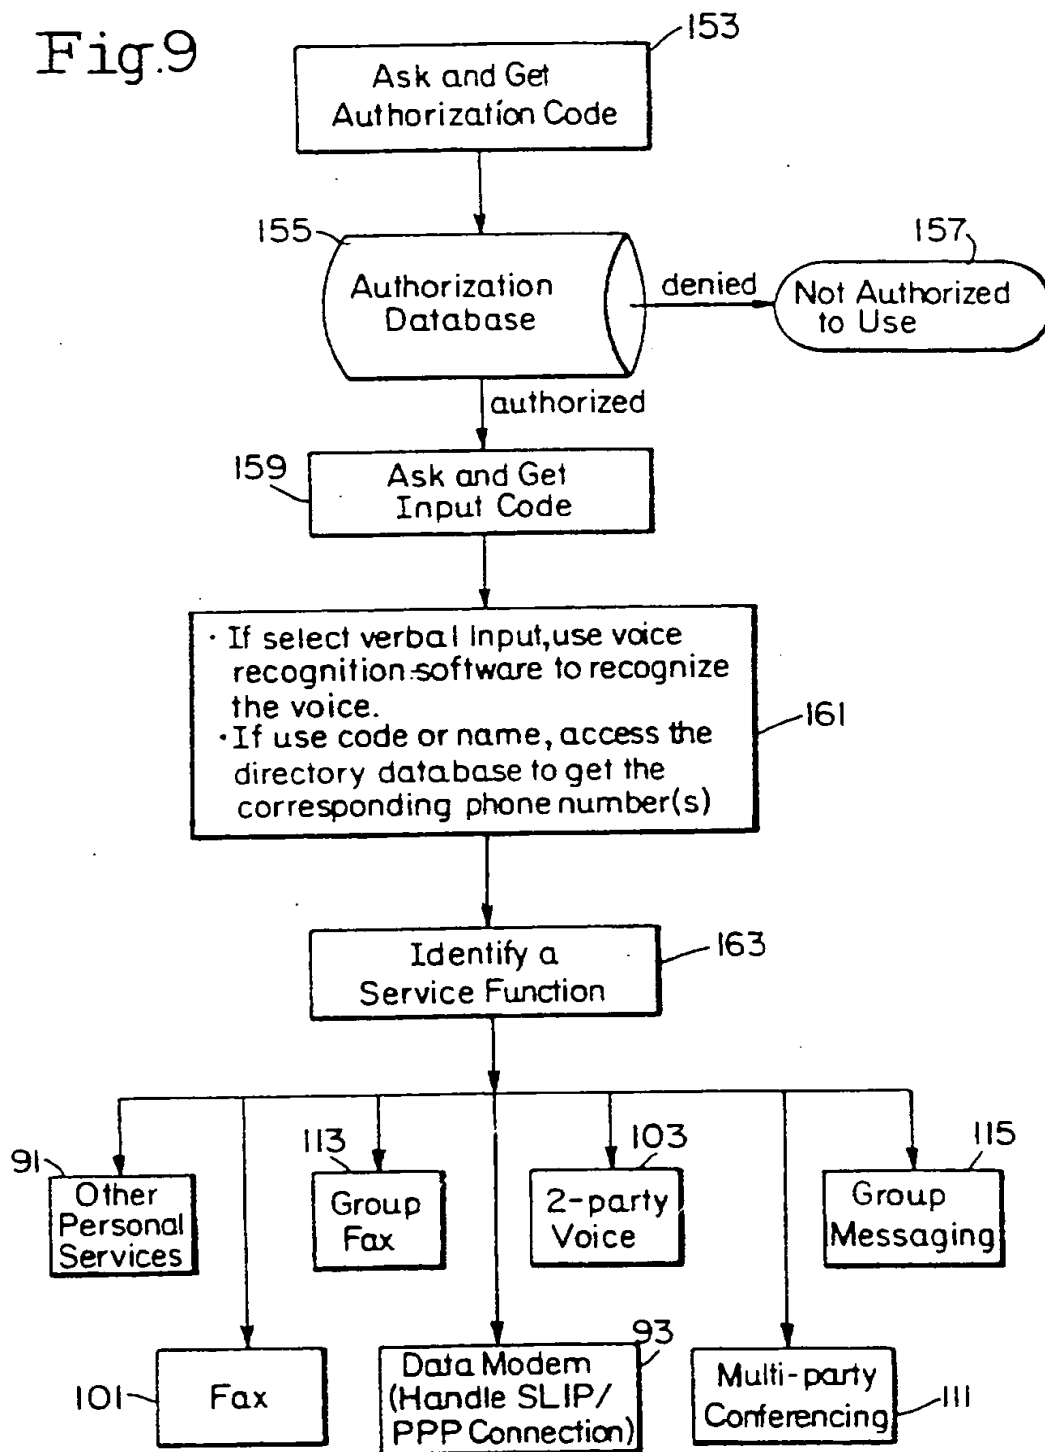 Fig.9
153
Ask and Get
Authorization Code
155
Authorization
Database
denied
157
Not Authorized
to Use
authorized
159
Ask and Get
Input Code
· If select verbal input, use voice
recognition software to recognize
the voice.
· If use code or name, access the
directory database to get the
corresponding phone number(s)
161
Identify a
Service Function
163
91
Other
Personal
Services
113
Group
Fax
103
2-party
Voice
115
Group
Messaging
101
Fax
93
Data Modem
(Handle SLIP/
PPP Connection)
Multi-party
Conferencing
111